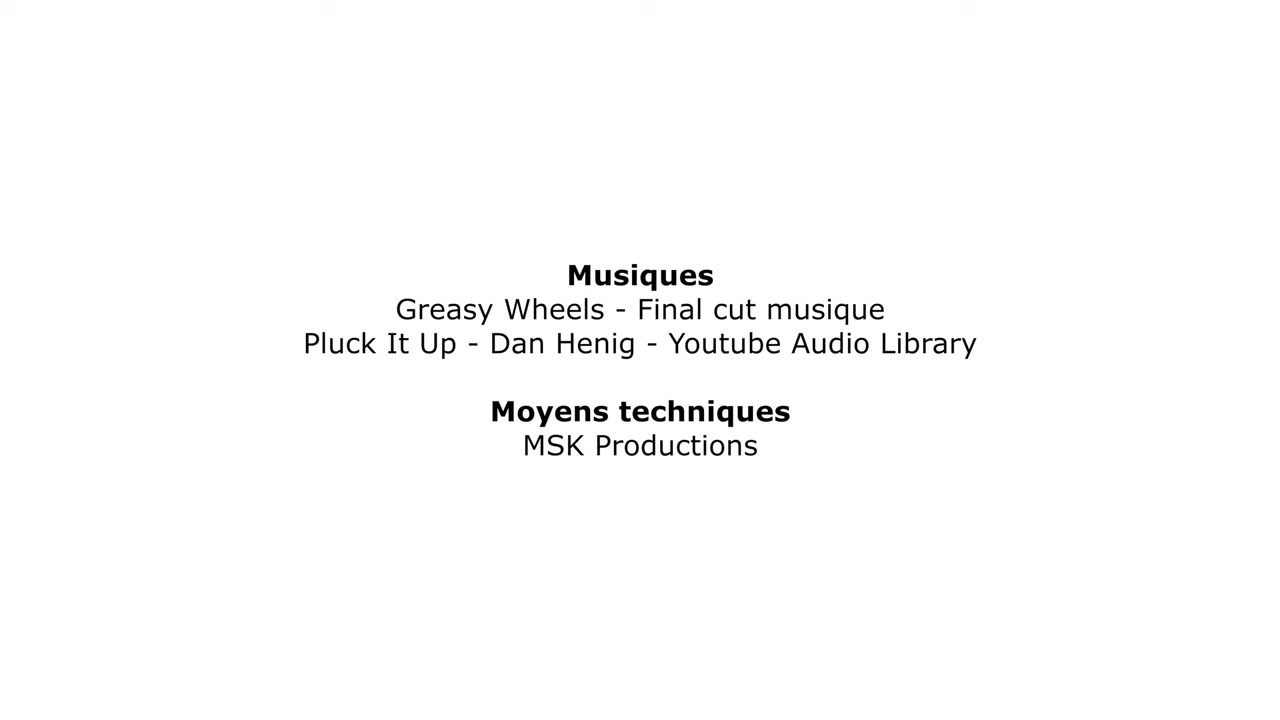 Musiques
Greasy Wheels - Final cut musique
Pluck It Up - Dan Henig - Youtube Audio Library
Moyens techniques
MSK Productions